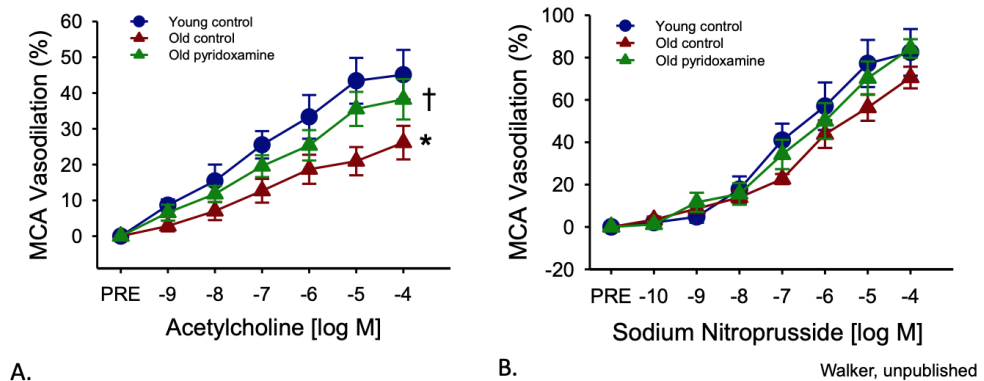 Young control
Old control
Old pyridoxamine
†
*
MCA Vasodilation (%)
60
50
40
30
20
10
0
PRE -9 -8 -7 -6 -5 -4
Acetylcholine [log M]
A.
Young control
Old control
Old pyridoxamine
MCA Vasodilation (%)
100
80
60
40
20
0
-20
PRE -10 -9 -8 -7 -6 -5 -4
Sodium Nitroprusside [log M]
B.
Walker, unpublished